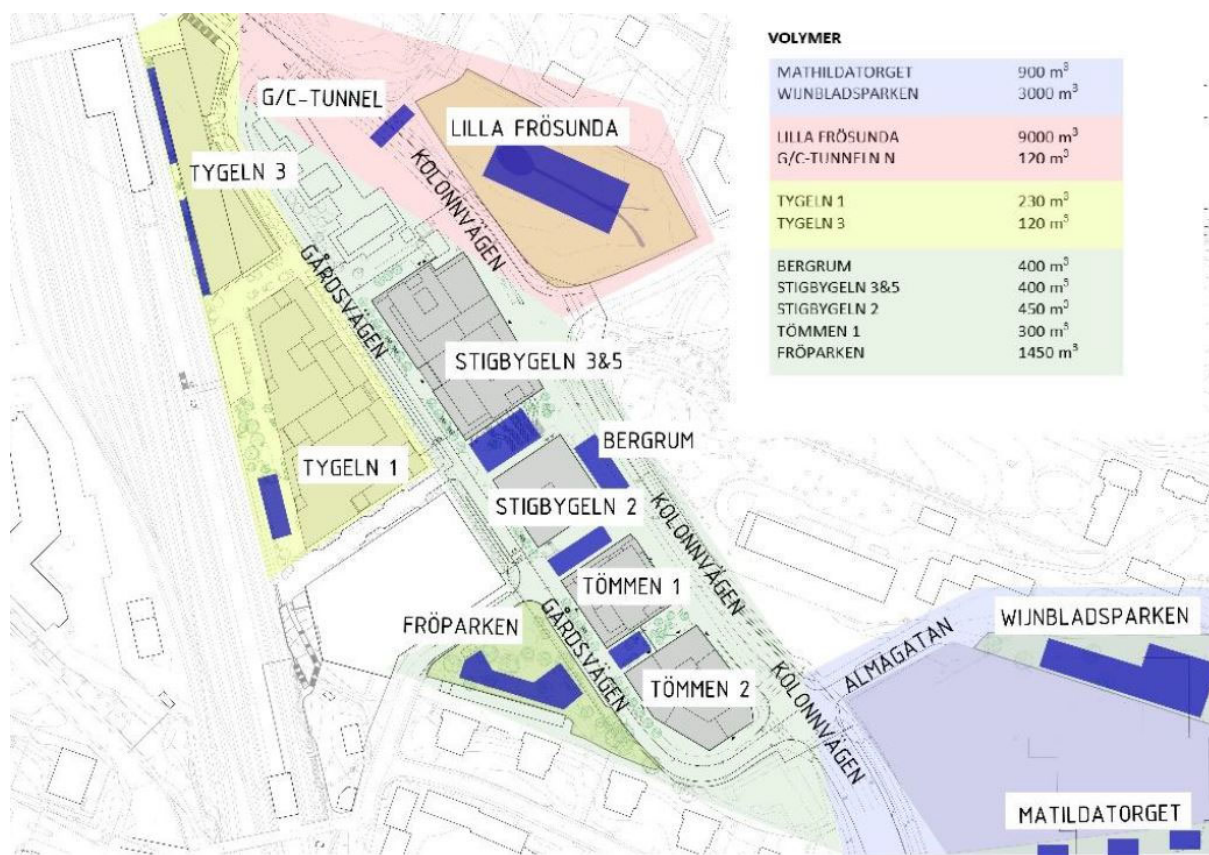 VOLYMER
MATHILDATORGET 900 m³
WIJNBLADSPARKEN 3000 m³
LILLA FRÖSUNDA 9000 m³
G/C-TUNNELN N 120 m³
TYGELN 1 230 m³
TYGELN 3 120 m³
BERGRUM 400 m³
STIGBYGELN 3&5 400 m³
STIGBYGELN 2 450 m³
TÖMMEN 1 300 m³
FRÖPARKEN 1450 m³
G/C-TUNNEL
LILLA FRÖSUNDA
TYGELN 3
KOLONNVÄGEN
GÅRDSVÄGEN
STIGBYGELN 3&5
BERGRUM
TYGELN 1
STIGBYGELN 2
KOLONNVÄGEN
TÖMMEN 1
FRÖPARKEN
GÅRDSVÄGEN
TÖMMEN 2
KOLONNVÄGEN
ALMAGATAN
WIJNBLADSPARKEN
MATILDATORGET